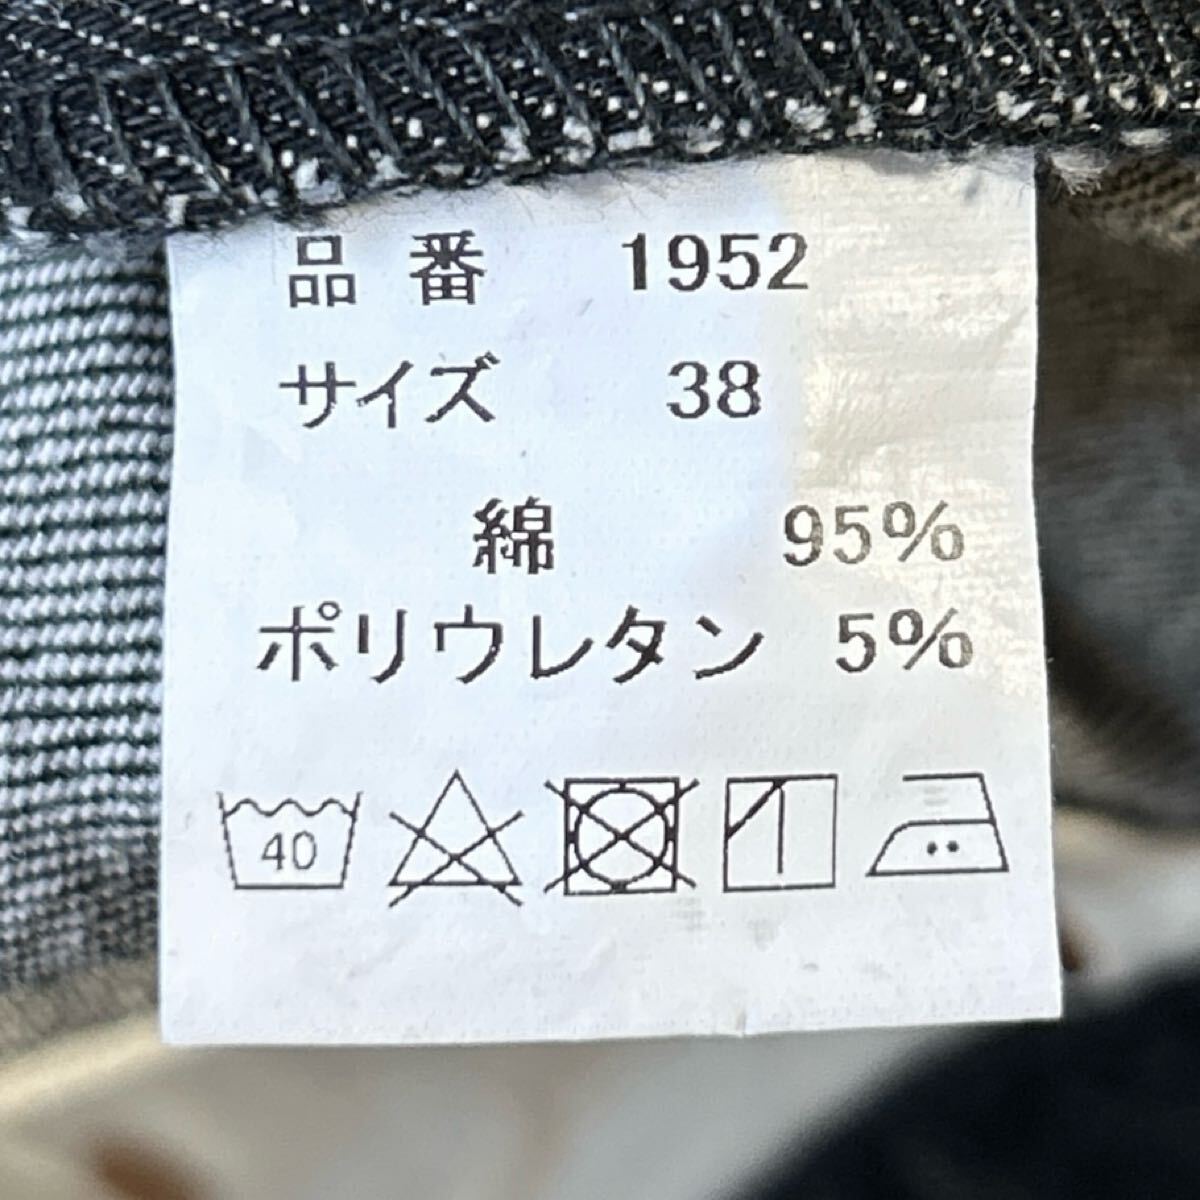 品番 1952
サイズ 38
綿 95%
ポリウレタン 5%
40